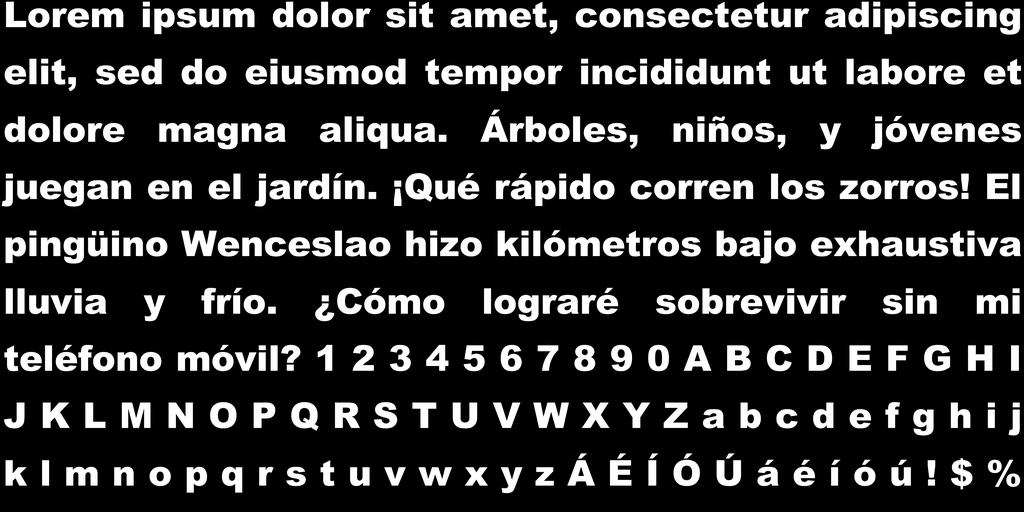 Lorem ipsum dolor sit amet, consectetur adipiscing
elit, sed do eiusmod tempor incididunt ut labore et
dolore magna aliqua. Árboles, niños, y jóvenes
juegan en el jardín. ¡Qué rápido corren los zorros! El
pingüino Wenceslao hizo kilómetros bajo exhaustiva
lluvia y frío. ¿Cómo lograré sobrevivir sin mi
teléfono móvil? 1 2 3 4 5 6 7 8 9 0 A B C D E F G H I
J K L M N O P Q R S T U V W X Y Z a b c d e f g h i j
k l m n o p q r s t u v w x y z Á É Í Ó Ú á é í ó ú ! $ %